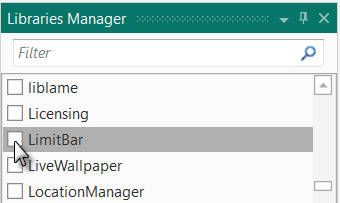 Libraries Manager
Filter
liblame
Licensing
LimitBar
LiveWallpaper
LocationManager